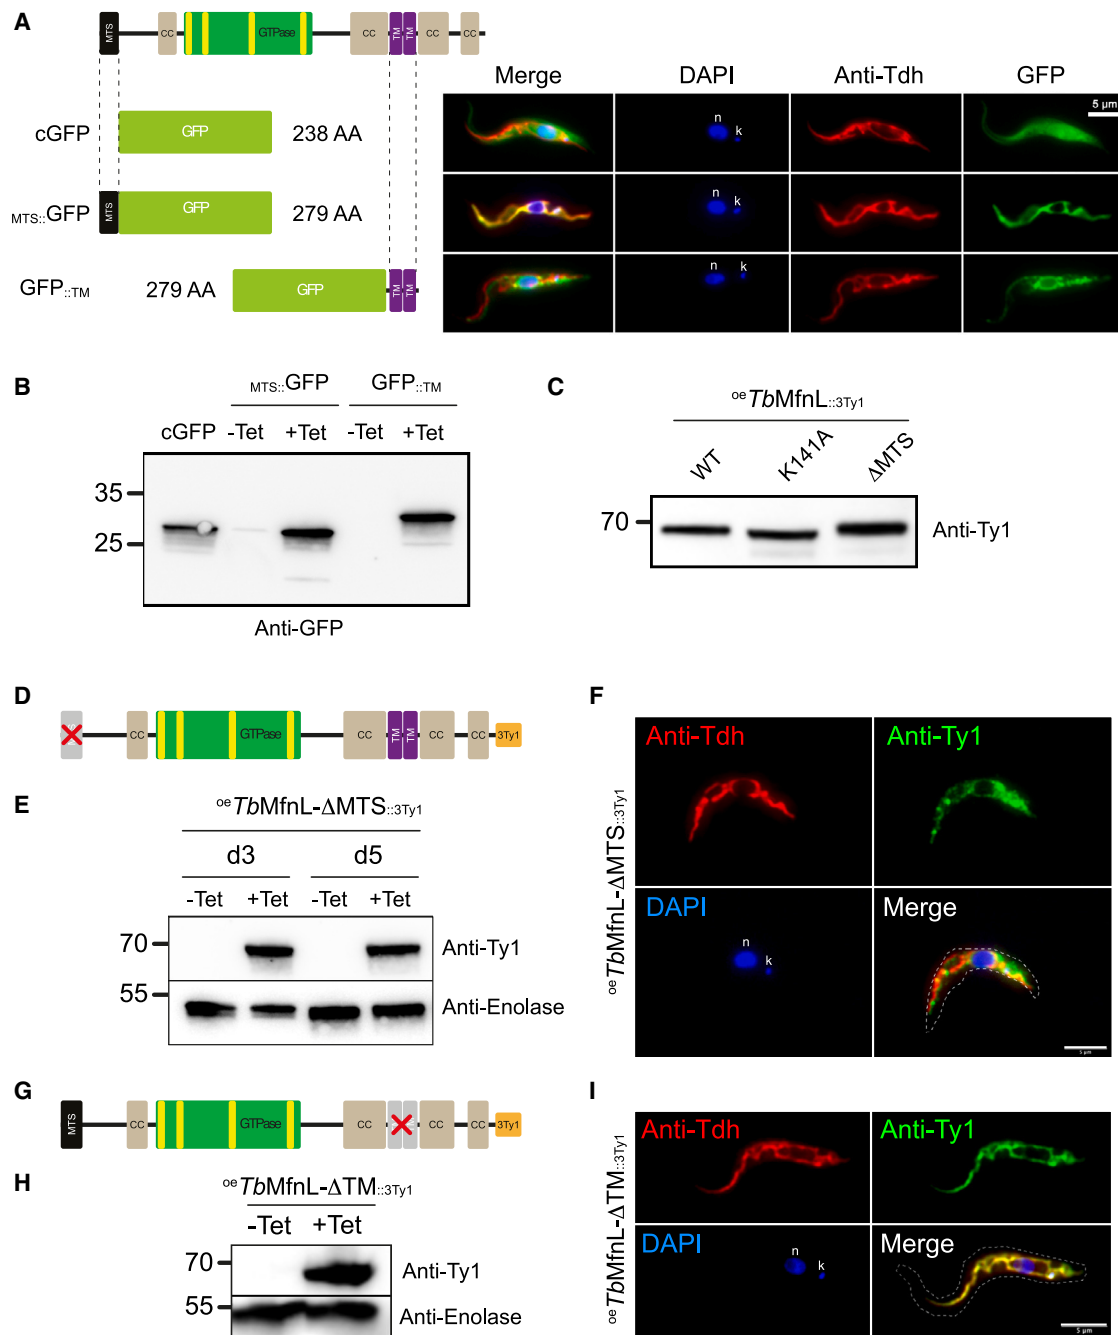 A
MTS CC GTPase CC TM TM CC CC
Merge DAPI Anti-Tdh GFP
cGFP GFP 238 AA
n k
5 µm
MTS::GFP MTS GFP 279 AA
n k
GFP::TM 279 AA GFP TM TM
n k
B
MTS::GFP GFP::TM
cGFP -Tet +Tet -Tet +Tet
35
25
Anti-GFP
C
oeTbMfnL::3Ty1
WT K141A ΔMTS
70 Anti-Ty1
D
CC GTPase CC TM TM CC CC 3Ty1
E
oeTbMfnL-ΔMTS::3Ty1
d3 d5
-Tet +Tet -Tet +Tet
70 Anti-Ty1
55 Anti-Enolase
F
oeTbMfnL-ΔMTS::3Ty1
Anti-Tdh Anti-Ty1
DAPI Merge
n k
5 µm
G
MTS CC GTPase CC CC CC 3Ty1
H
oeTbMfnL-ΔTM::3Ty1
-Tet +Tet
70 Anti-Ty1
55 Anti-Enolase
I
oeTbMfnL-ΔTM::3Ty1
Anti-Tdh Anti-Ty1
DAPI Merge
n k
5 µm